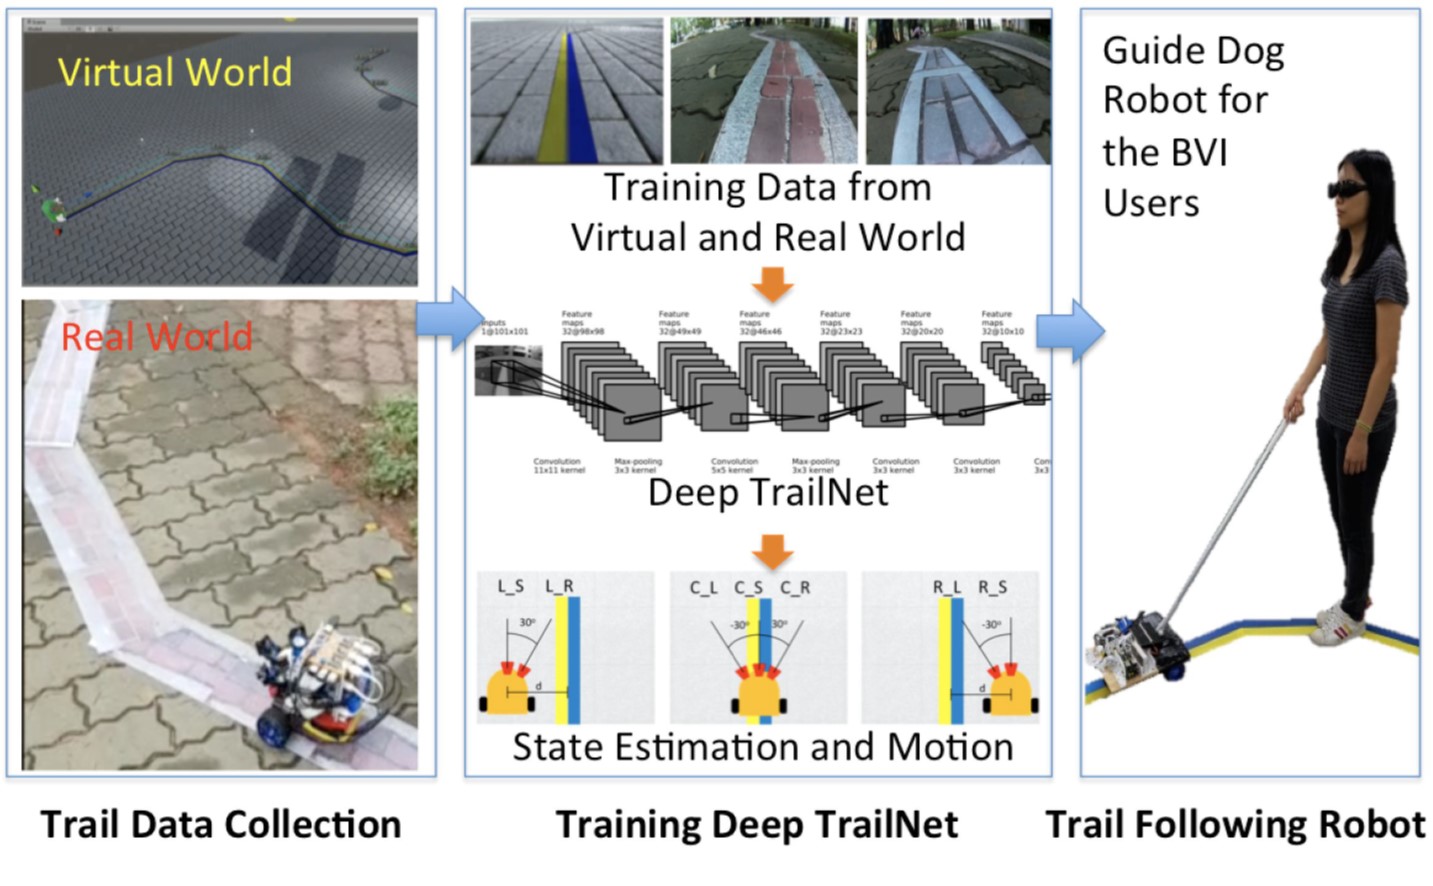 Virtual World
Real World
Trail Data Collection
Training Data from
Virtual and Real World
Inputs
1@101x101
Feature
maps
32@98x98
Feature
maps
32@49x49
Feature
maps
32@46x46
Feature
maps
32@23x23
Feature
maps
32@20x20
Feature
maps
32@10x10
Convolution
11x11 kernel
Max-pooling
3x3 kernel
Convolution
5x5 kernel
Max-pooling
3x3 kernel
Convolution
3x3 kernel
Convolution
3x3 kernel
Con
3x3
Deep TrailNet
L_S L_R
30°
d
C_L C_S C_R
-30° 30°
R_L R_S
-30°
d
State Estimation and Motion
Training Deep TrailNet
Guide Dog
Robot for
the BVI
Users
Trail Following Robot